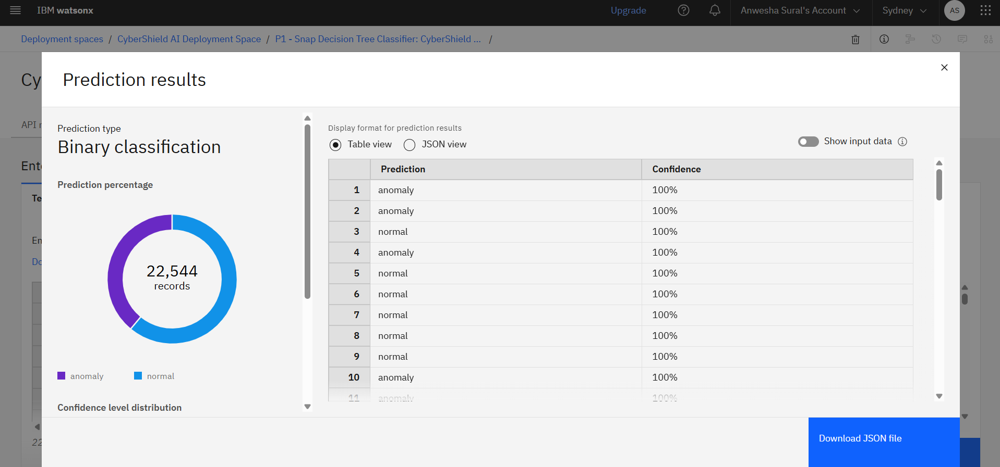 IBM watsonx
Upgrade
Anwesha Sural's Account
Sydney
AS
Deployment spaces / CyberShield AI Deployment Space / P1 - Snap Decision Tree Classifier: CyberShield ... /
Cy
API r
Ente
Te
En
Do
22
Prediction results
Prediction type
Binary classification
Prediction percentage
22,544
records
anomaly
normal
Confidence level distribution
Display format for prediction results
Table view
JSON view
Show input data
Prediction Confidence
1 anomaly 100%
2 anomaly 100%
3 normal 100%
4 anomaly 100%
5 normal 100%
6 normal 100%
7 normal 100%
8 normal 100%
9 normal 100%
10 anomaly 100%
11 anomaly 100%
Download JSON file